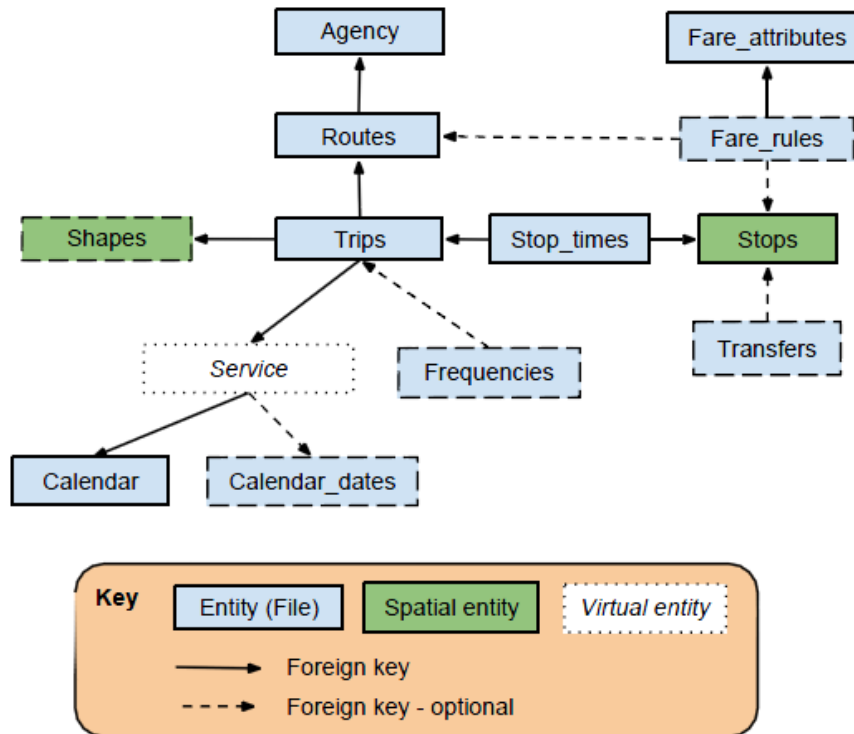 Agency
Fare_attributes
Routes
Fare_rules
Shapes
Trips
Stop_times
Stops
Service
Frequencies
Transfers
Calendar
Calendar_dates
Key
Entity (File)
Spatial entity
Virtual entity
Foreign key
Foreign key - optional